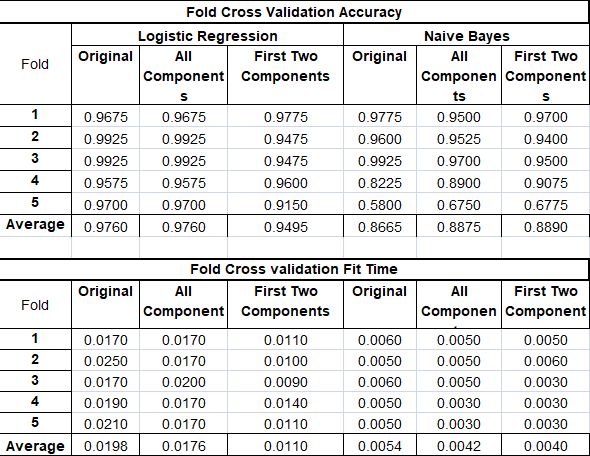 Fold Cross Validation Accuracy
Fold Logistic Regression Naive Bayes
Original All Components First Two Components Original All Components First Two Components
1 0.9675 0.9675 0.9775 0.9775 0.9500 0.9700
2 0.9925 0.9925 0.9475 0.9600 0.9525 0.9400
3 0.9925 0.9925 0.9475 0.9925 0.9700 0.9500
4 0.9575 0.9575 0.9600 0.8225 0.8900 0.9075
5 0.9700 0.9700 0.9150 0.5800 0.6750 0.6775
Average 0.9760 0.9760 0.9495 0.8665 0.8875 0.8890
Fold Cross validation Fit Time
Fold Original All Component First Two Components Original All Componen First Two Component
1 0.0170 0.0170 0.0110 0.0060 0.0050 0.0050
2 0.0250 0.0170 0.0100 0.0050 0.0050 0.0060
3 0.0170 0.0200 0.0090 0.0060 0.0050 0.0030
4 0.0190 0.0170 0.0140 0.0050 0.0030 0.0030
5 0.0210 0.0170 0.0110 0.0050 0.0030 0.0030
Average 0.0198 0.0176 0.0110 0.0054 0.0042 0.0040